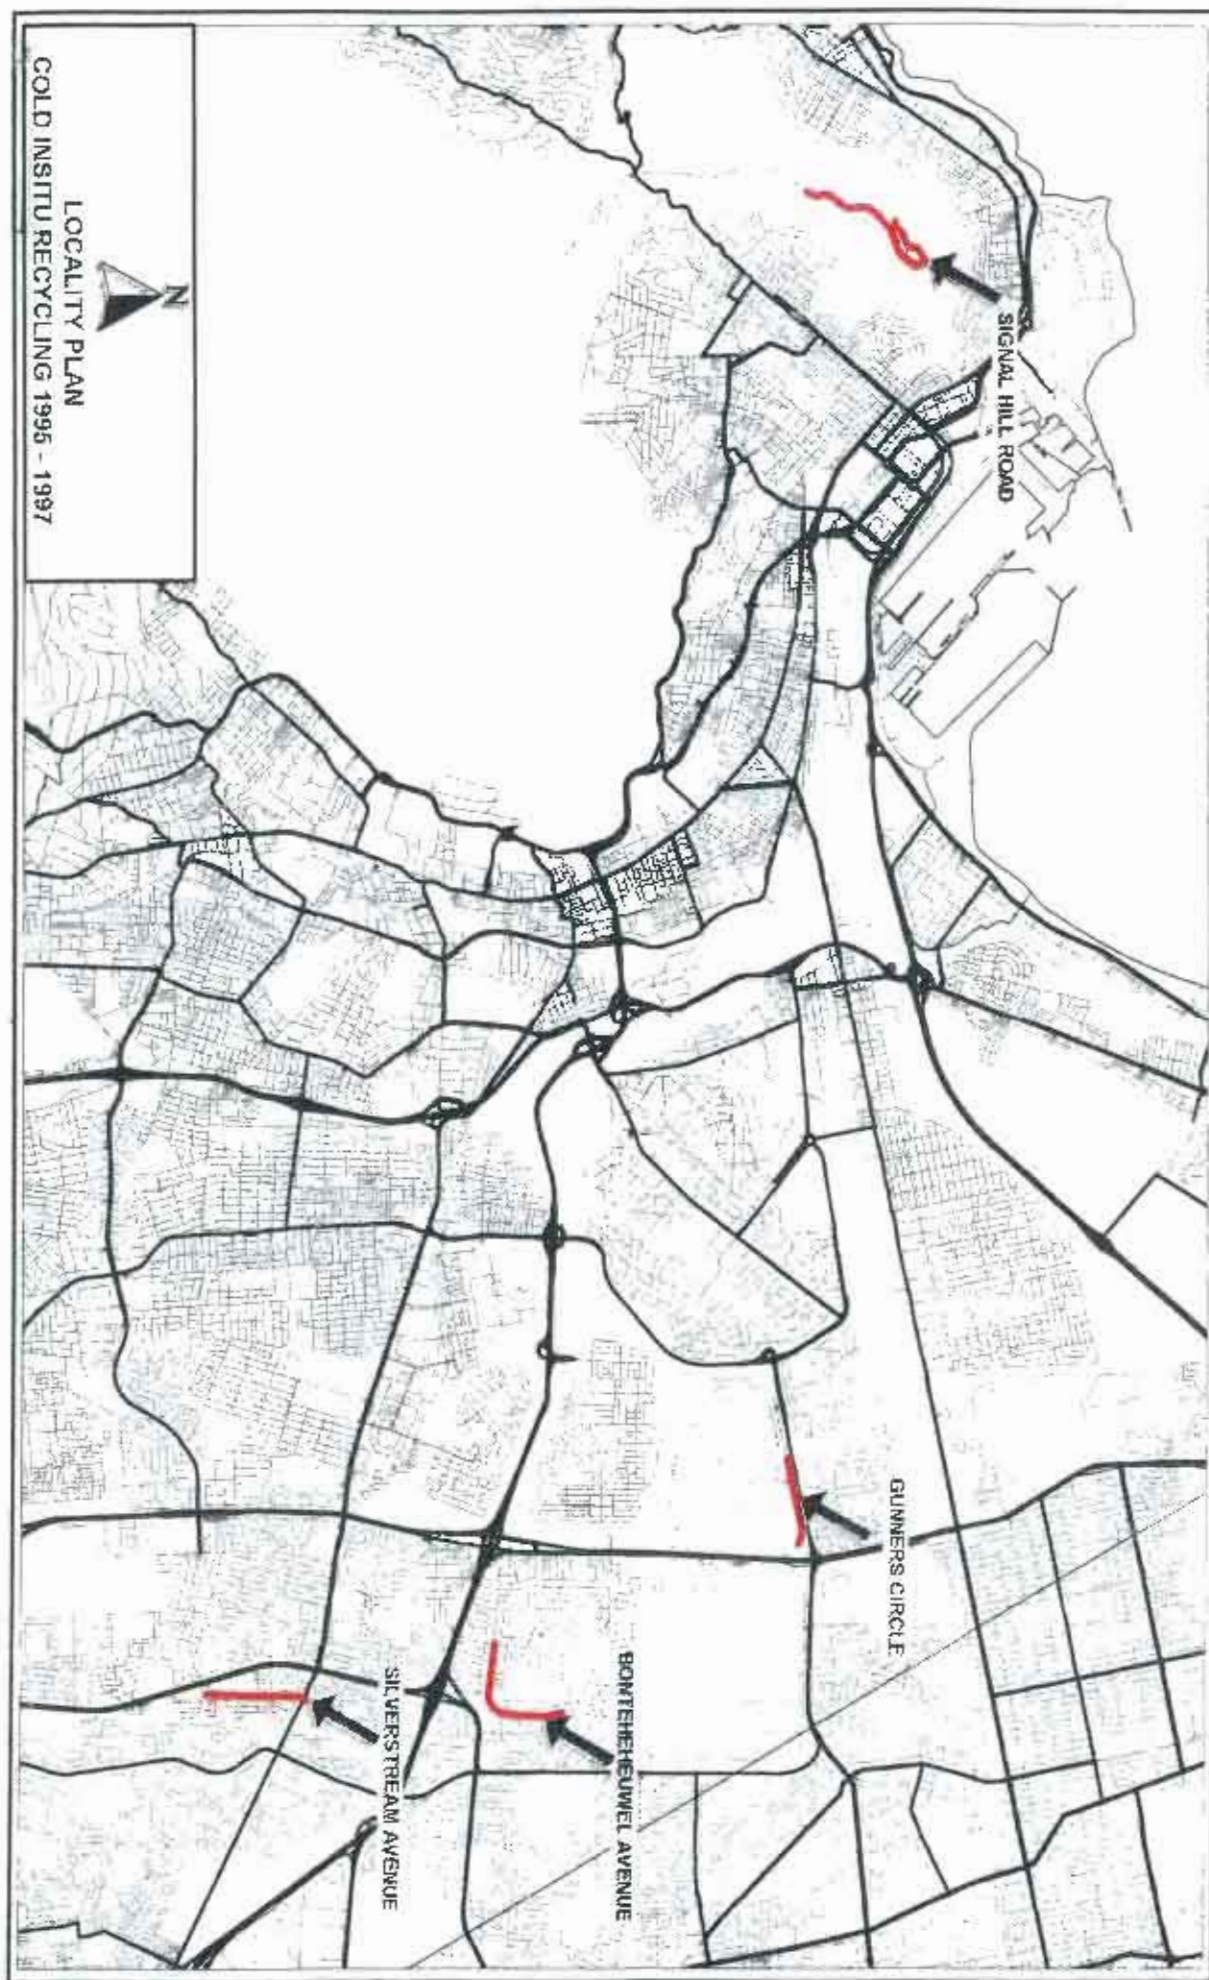 SIGNAL HILL ROAD
GUNNERS CIRCLE
BONTEHEUWEL AVENUE
SILVERSTREAM AVENUE
N
LOCALITY PLAN
COLD INSITU RECYCLING 1995 - 1997